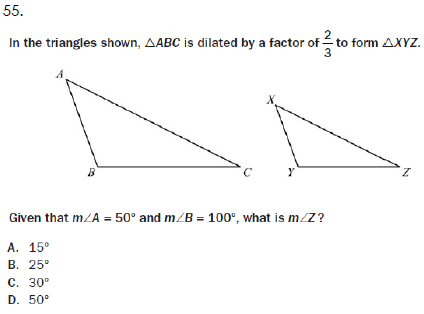 55.
In the triangles shown, △ABC is dilated by a factor of 2/3 to form △XYZ.
A
X
B
C
Y
Z
Given that m∠A = 50° and m∠B = 100°, what is m∠Z?
A. 15°
B. 25°
C. 30°
D. 50°